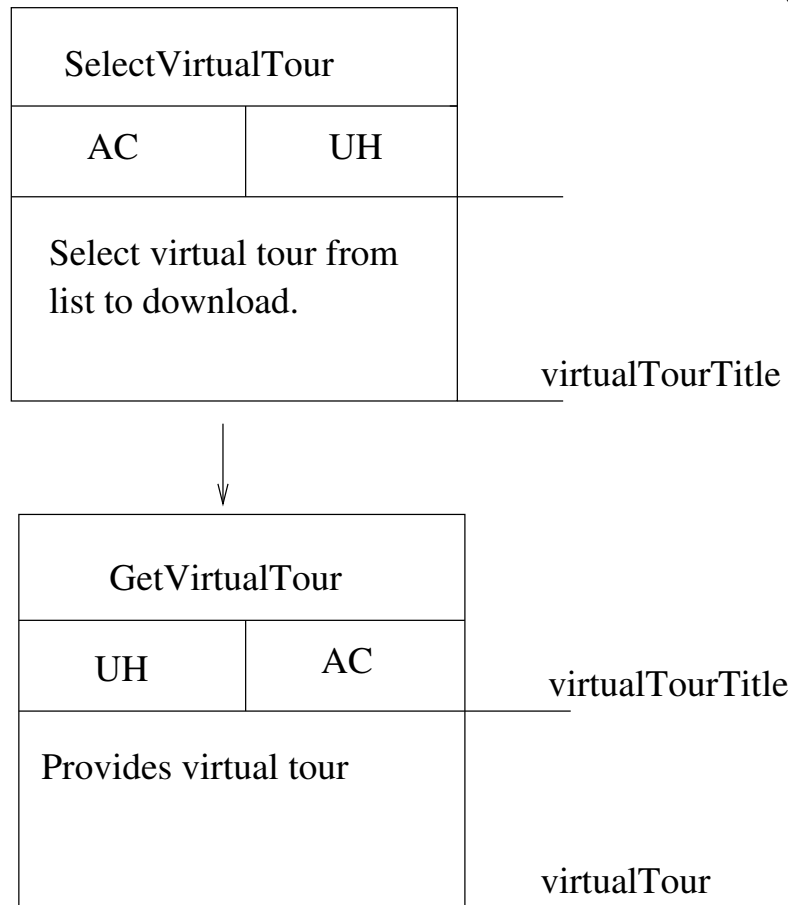 SelectVirtualTour
AC UH
Select virtual tour from
list to download.
virtualTourTitle
GetVirtualTour
UH AC
virtualTourTitle
Provides virtual tour
virtualTour